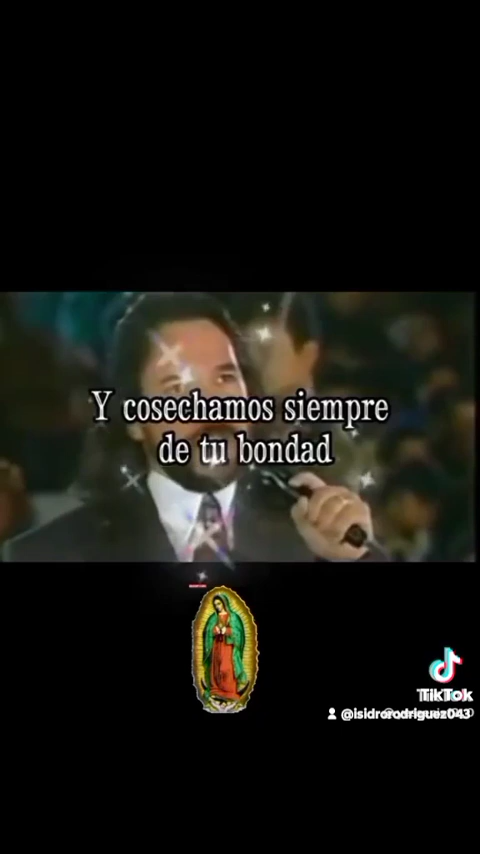 Y cosechamos siempre
de tu bondad
TikTok
@isidrorodriguez043